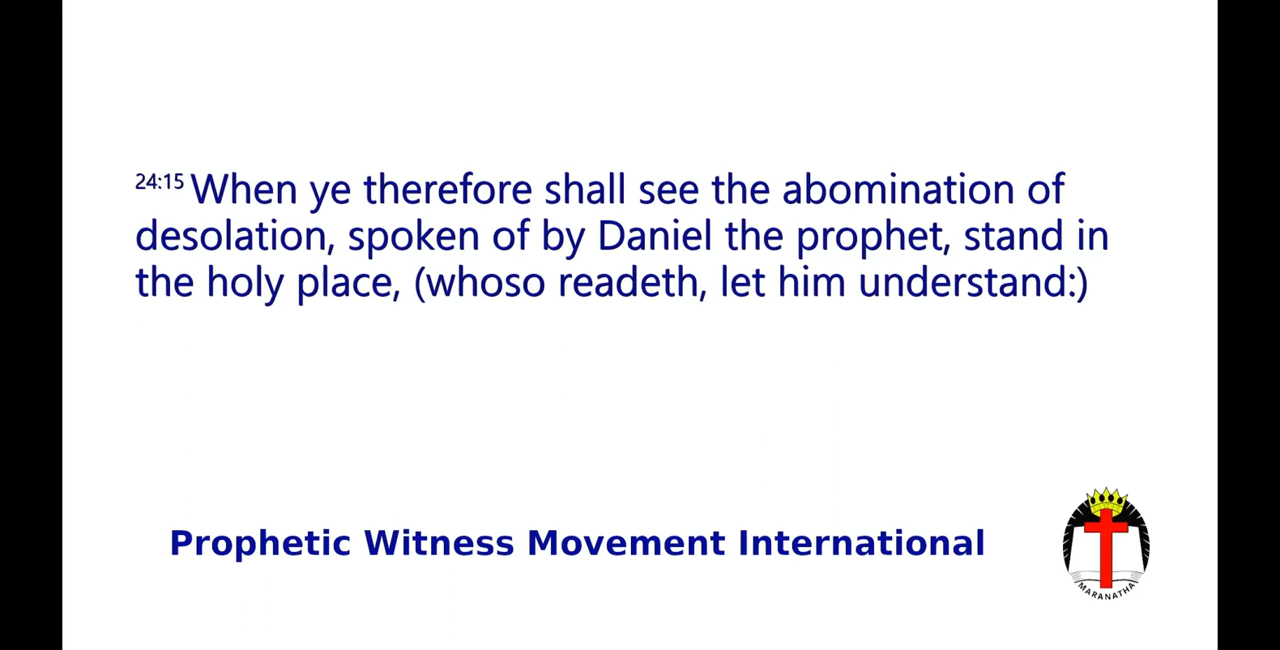 24:15 When ye therefore shall see the abomination of
desolation, spoken of by Daniel the prophet, stand in
the holy place, (whoso readeth, let him understand:)
Prophetic Witness Movement International
MARANATHA